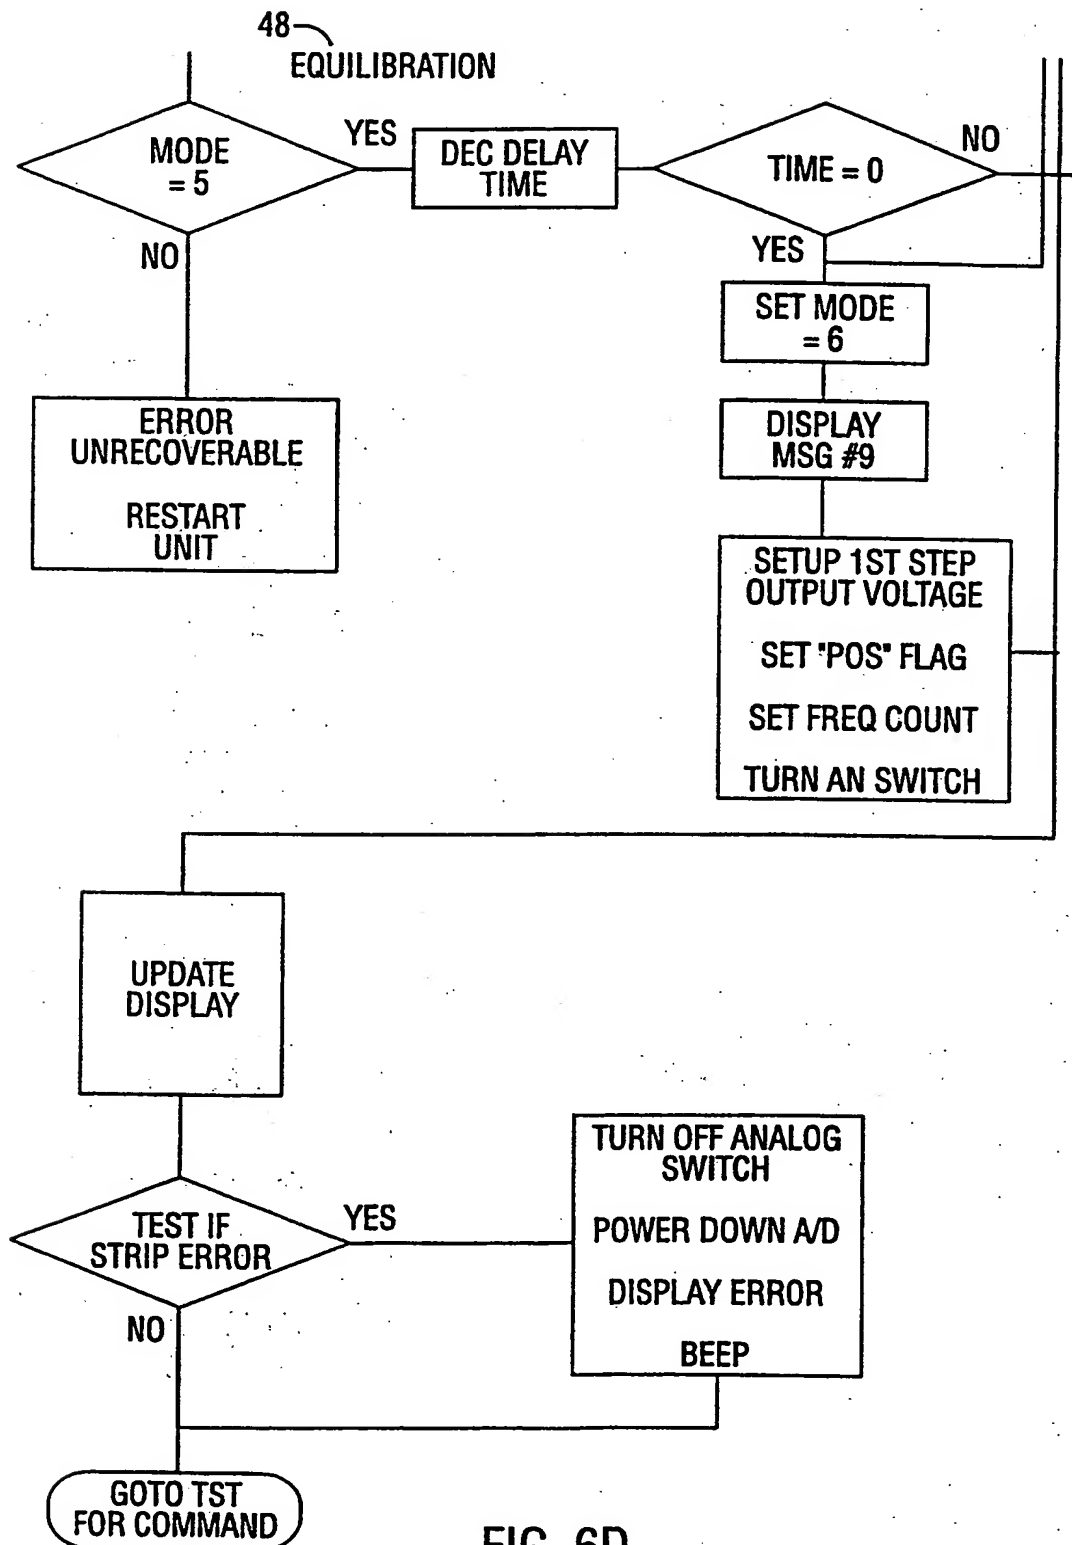 48
EQUILIBRATION
MODE
= 5
YES
DEC DELAY
TIME
TIME = 0
NO
NO
YES
SET MODE
= 6
DISPLAY
MSG #9
ERROR
UNRECOVERABLE
RESTART
UNIT
SETUP 1ST STEP
OUTPUT VOLTAGE
SET "POS" FLAG
SET FREQ COUNT
TURN AN SWITCH
UPDATE
DISPLAY
TEST IF
STRIP ERROR
YES
NO
TURN OFF ANALOG
SWITCH
POWER DOWN A/D
DISPLAY ERROR
BEEP
GOTO TST
FOR COMMAND
FIG. 6D